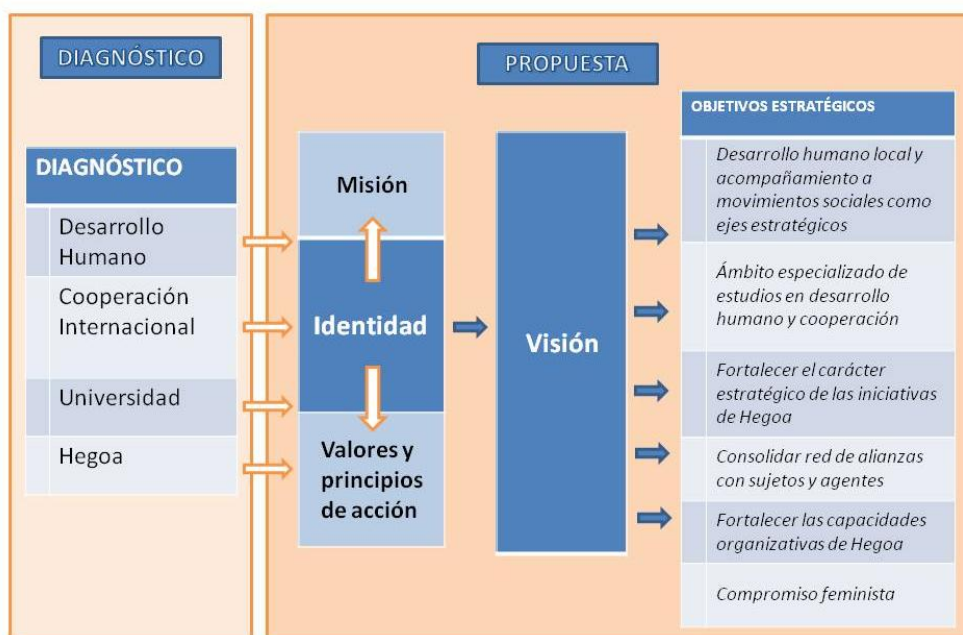 DIAGNÓSTICO
DIAGNÓSTICO
Desarrollo
Humano
Cooperación
Internacional
Universidad
Hegoa
PROPUESTA
Misión
Identidad
Valores y
principios
de acción
Visión
OBJETIVOS ESTRATÉGICOS
Desarrollo humano local y
acompañamiento a
movimientos sociales como
ejes estratégicos
Ámbito especializado de
estudios en desarrollo
humano y cooperación
Fortalecer el carácter
estratégico de las iniciativas
de Hegoa
Consolidar red de alianzas
con sujetos y agentes
Fortalecer las capacidades
organizativas de Hegoa
Compromiso feminista